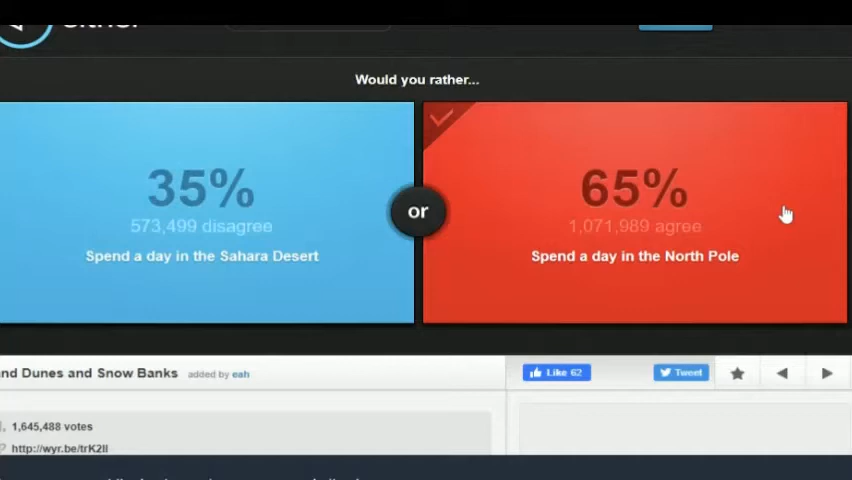 Would you rather...
35%
573,499 disagree
Spend a day in the Sahara Desert
or
65%
1,071,989 agree
Spend a day in the North Pole
Dunes and Snow Banks added by eah
Like 62
Tweet
1,645,488 votes
http://wyr.be/trK2Il